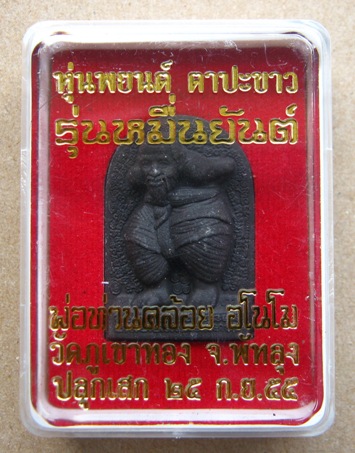 หุ่นพยนต์ ตาปะขาว
รุ่นหมื่นยันต์
พ่อท่านคล้อย อโนโม
วัดภูเขาทอง จ.พัทลุง
ปลุกเสก ๒๕ ก.ย.๕๕